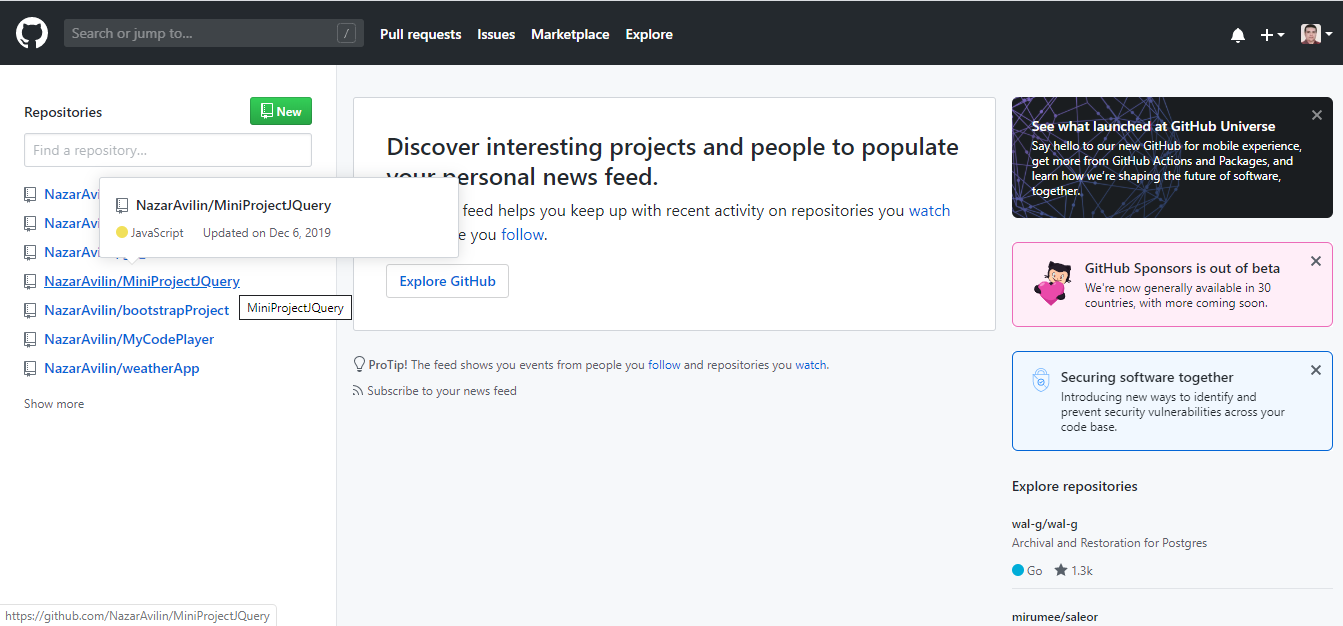 Search or jump to...
/
Pull requests
Issues
Marketplace
Explore
Repositories
New
Find a repository...
NazarAvi
NazarAvi
NazarAvi
NazarAvilin/MiniProjectJQuery
JavaScript
Updated on Dec 6, 2019
NazarAvilin/MiniProjectJQuery
MiniProjectJQuery
NazarAvilin/bootstrapProject
NazarAvilin/MyCodePlayer
NazarAvilin/weatherApp
Show more
Discover interesting projects and people to populate
your personal news feed.
feed helps you keep up with recent activity on repositories you watch
you follow.
Explore GitHub
ProTip! The feed shows you events from people you follow and repositories you watch.
Subscribe to your news feed
See what launched at GitHub Universe
Say hello to our new GitHub for mobile experience,
get more from GitHub Actions and Packages, and
learn how we're shaping the future of software,
together.
GitHub Sponsors is out of beta
We're now generally available in 30
countries, with more coming soon.
Securing software together
Introducing new ways to identify and
prevent security vulnerabilities across your
code base.
Explore repositories
wal-g/wal-g
Archival and Restoration for Postgres
Go
1.3k
mirumee/saleor
https://github.com/NazarAvilin/MiniProjectJQuery